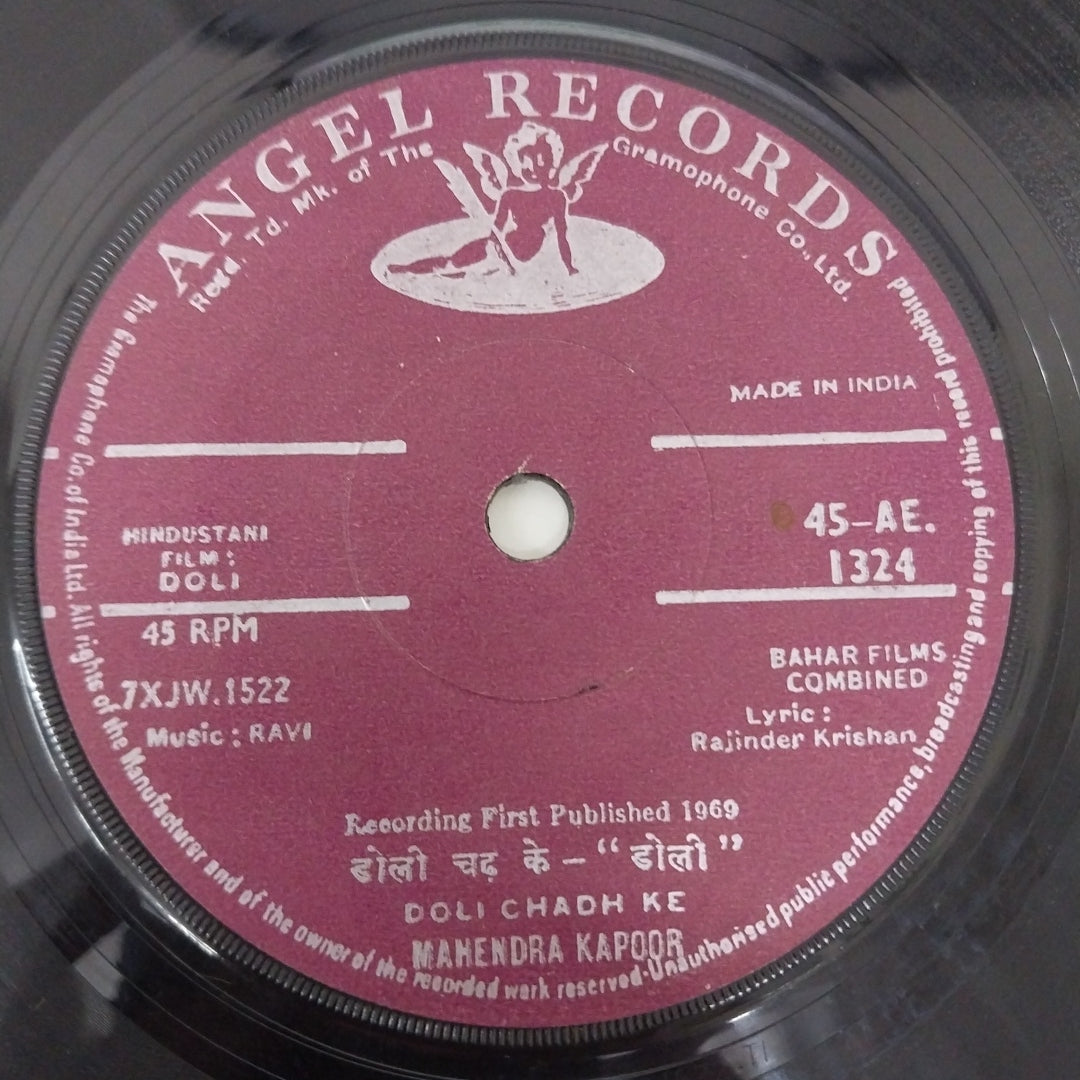 ANGEL RECORDS
Regd. Td. Mk. of The Gramophone Co., Ltd.
MADE IN INDIA
HINDUSTANI
FILM :
DOLI
45-AE.
1324
45 RPM
7XJW.1522
Music : RAVI
BAHAR FILMS
COMBINED
Lyric :
Rajinder Krishan
Recording First Published 1969
डोली चढ़ के – “डोली”
DOLI CHADH KE
MAHENDRA KAPOOR
The Gramophone Co. of India Ltd. All rights of the Manufacturer and of the owner of the recorded work reserved·Unauthorised public performance, broadcasting and copying of this record prohibited